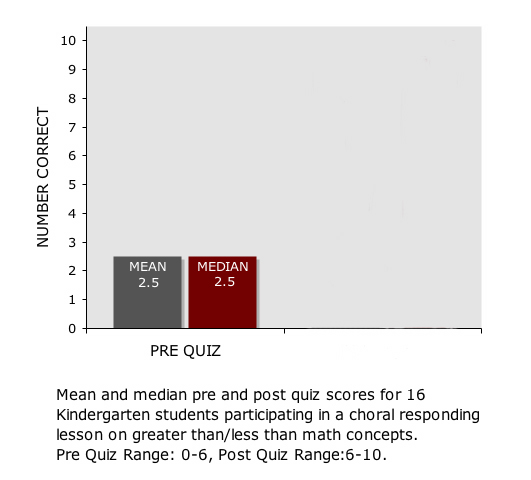 10
9
8
7
6
5
4
3
2
1
0
NUMBER CORRECT
MEAN
2.5
MEDIAN
2.5
PRE QUIZ
Mean and median pre and post quiz scores for 16
Kindergarten students participating in a choral responding
lesson on greater than/less than math concepts.
Pre Quiz Range: 0-6, Post Quiz Range:6-10.